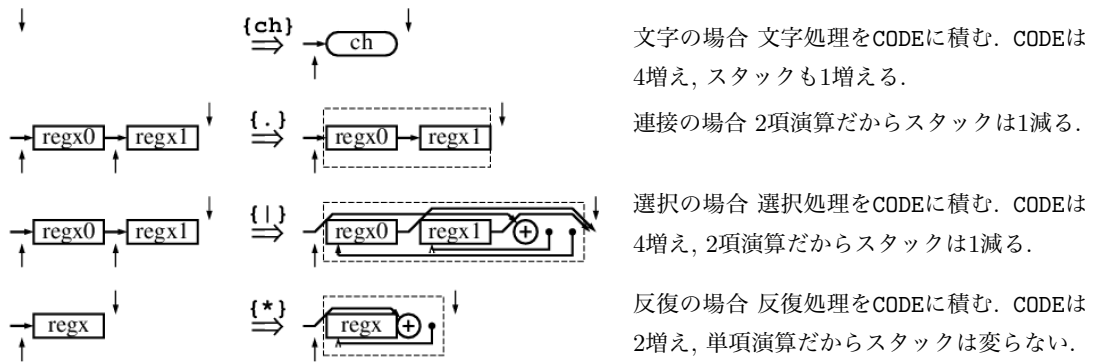 {ch}
⇒
ch
文字の場合 文字処理をCODEに積む. CODEは
4増え, スタックも1増える.
regx0 regx1
{.}
⇒
regx0 regx1
連接の場合 2項演算だからスタックは1減る.
regx0 regx1
{|}
⇒
regx0 regx1 +
選択の場合 選択処理をCODEに積む. CODEは
4増え, 2項演算だからスタックは1減る.
regx
{*}
⇒
regx +
反復の場合 反復処理をCODEに積む. CODEは
2増え, 単項演算だからスタックは変らない.